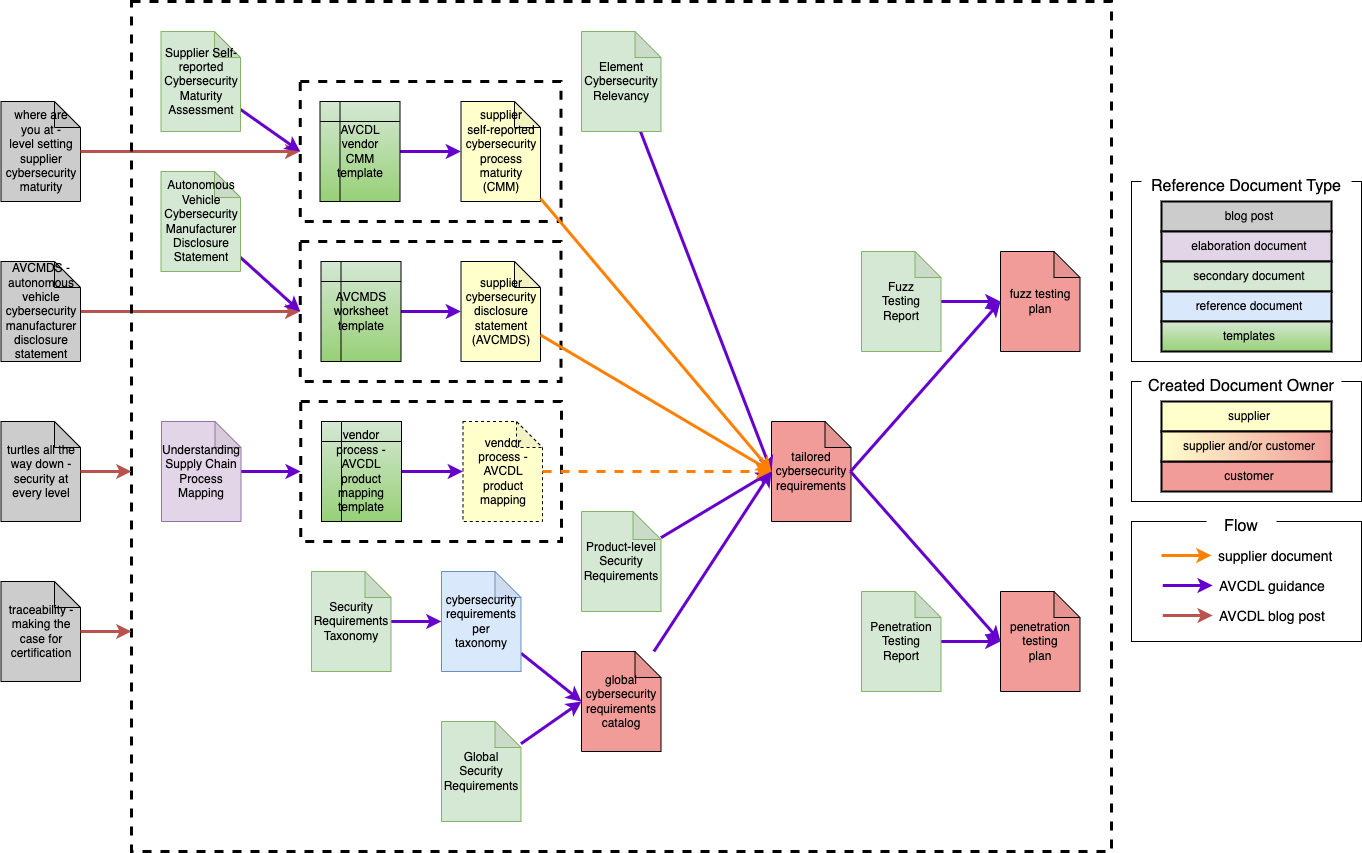 Supplier Self-
reported
Cybersecurity
Maturity
Assessment
Element
Cybersecurity
Relevancy
where are
you at -
level setting
supplier
cybersecurity
maturity
AVCDL
vendor
CMM
template
supplier
self-reported
cybersecurity
process
maturity
(CMM)
Autonomous
Vehicle
Cybersecurity
Manufacturer
Disclosure
Statement
AVCMDS -
autonomous
vehicle
cybersecurity
manufacturer
disclosure
statement
AVCMDS
worksheet
template
supplier
cybersecurity
disclosure
statement
(AVCMDS)
Fuzz
Testing
Report
fuzz testing
plan
turtles all the
way down -
security at
every level
Understanding
Supply Chain
Process
Mapping
vendor
process -
AVCDL
product
mapping
template
vendor
process -
AVCDL
product
mapping
tailored
cybersecurity
requirements
Product-level
Security
Requirements
traceability -
making the
case for
certification
Security
Requirements
Taxonomy
cybersecurity
requirements
per
taxonomy
global
cybersecurity
requirements
catalog
Global
Security
Requirements
Penetration
Testing
Report
penetration
testing
plan
Reference Document Type
blog post
elaboration document
secondary document
reference document
templates
Created Document Owner
supplier
supplier and/or customer
customer
Flow
supplier document
AVCDL guidance
AVCDL blog post